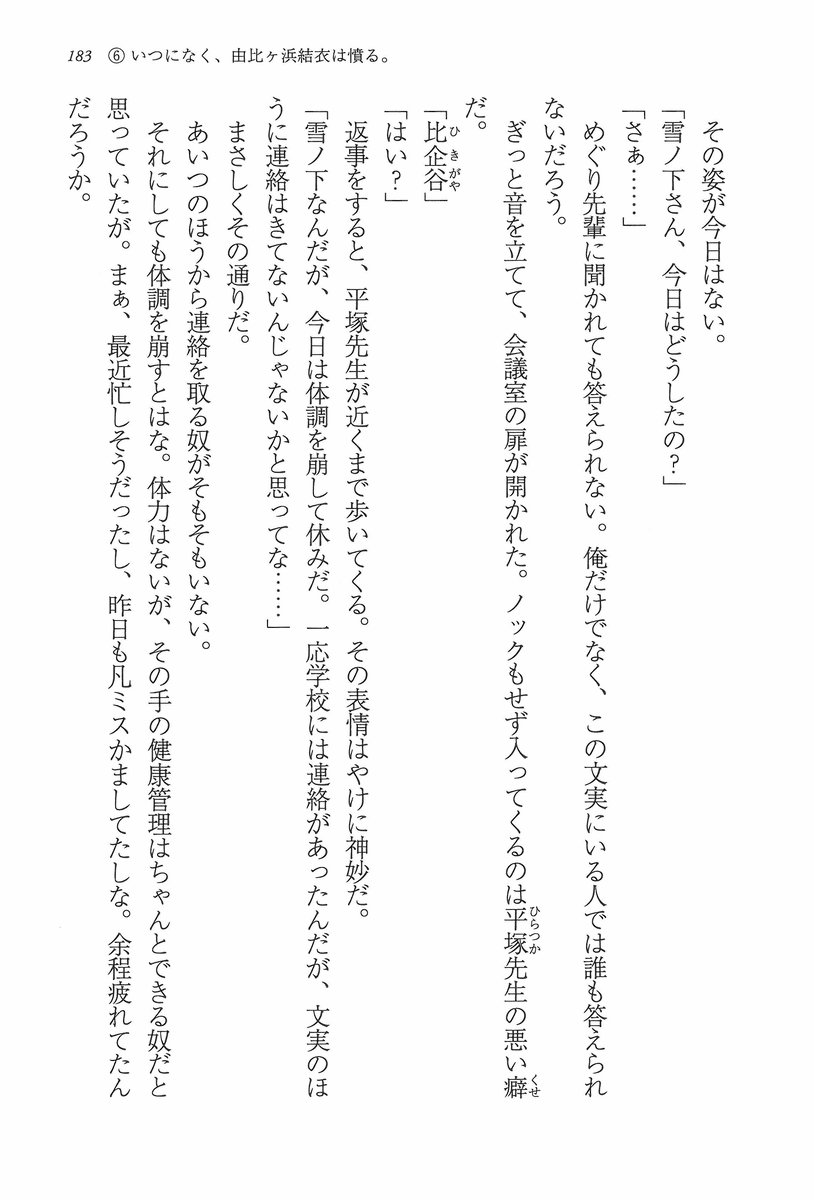 183 ⑥ いつになく、由比ヶ浜結衣は憤る。
その姿が今日はない。
「雪ノ下さん、今日はどうしたの?」
「さぁ……」
めぐり先輩に聞かれても答えられない。俺だけでなく、この文実にいる人では誰も答えられ
ないだろう。
ぎっと音を立てて、会議室の扉が開かれた。ノックもせず入ってくるのは平塚先生の悪い癖
だ。
「比企谷」
「はい?」
返事をすると、平塚先生が近くまで歩いてくる。その表情はやけに神妙だ。
「雪ノ下なんだが、今日は体調を崩して休みだ。一応学校には連絡があったんだが、文実のほ
うに連絡はきてないんじゃないかと思ってな……」
まさしくその通りだ。
あいつのほうから連絡を取る奴がそもそもいない。
それにしても体調を崩すとはな。体力はないが、その手の健康管理はちゃんとできる奴だと
思っていたが。まぁ、最近忙しそうだったし、昨日も凡ミスかましてたしな。余程疲れてたん
だろうか。